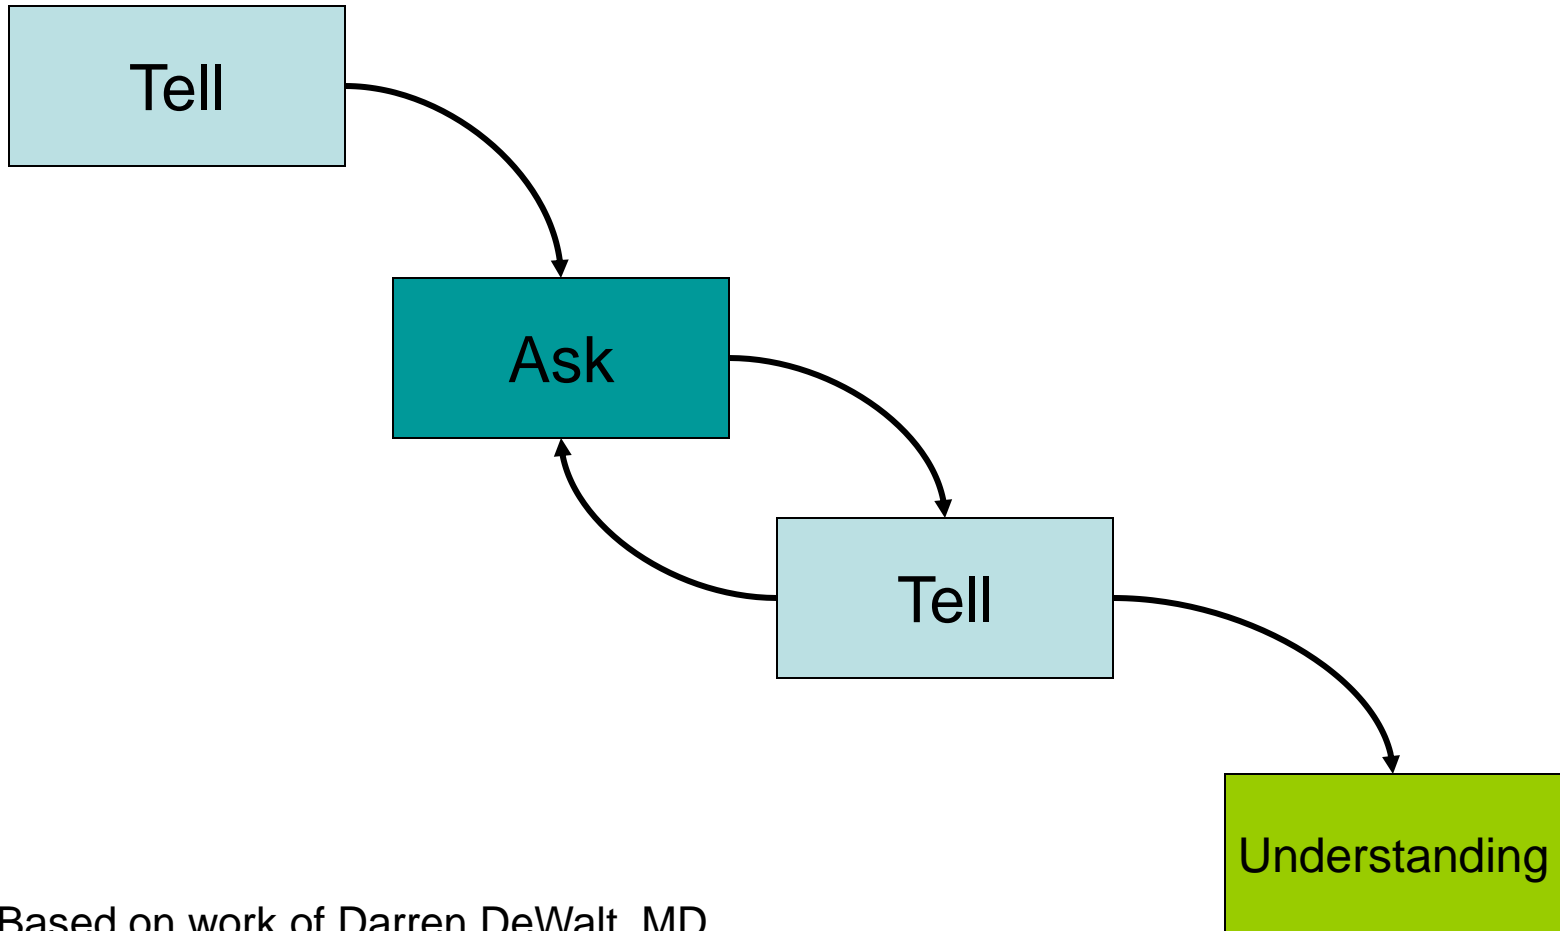 Tell
Ask
Tell
Understanding
Based on work of Darren DeWalt, MD